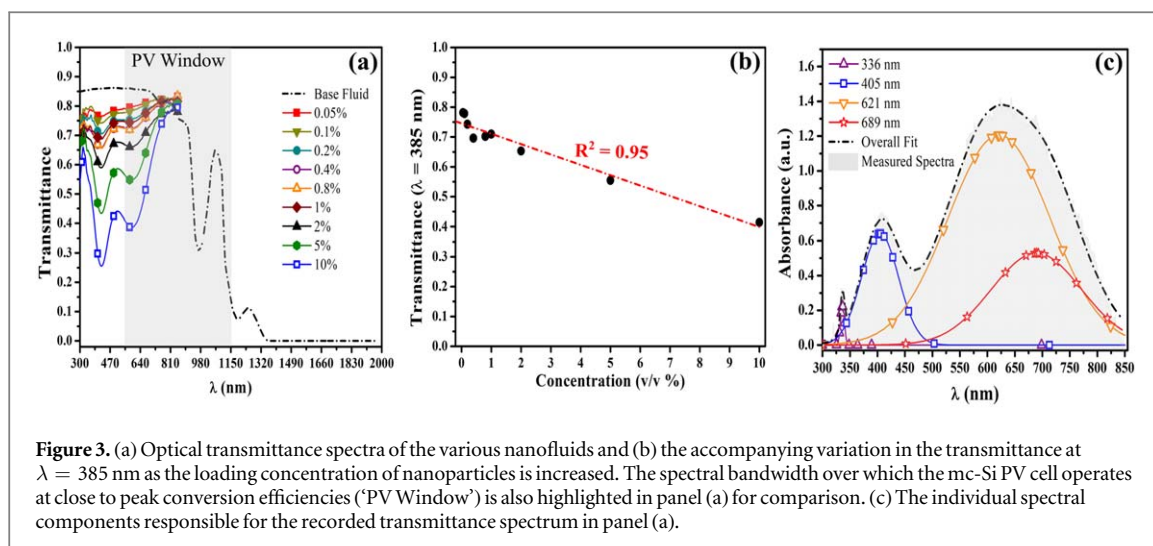 PV Window
(a)
Transmittance
1.0
0.9
0.8
0.7
0.6
0.5
0.4
0.3
0.2
0.1
0.0
Base Fluid
0.05%
0.1%
0.2%
0.4%
0.8%
1%
2%
5%
10%
300 470 640 810 980 1150 1320 1490 1660 1830 2000
λ (nm)
(b)
Transmittance (λ = 385 nm)
1.0
0.9
0.8
0.7
0.6
0.5
0.4
0.3
0.2
0.1
0.0
R² = 0.95
0 1 2 3 4 5 6 7 8 9 10
Concentration (v/v %)
(c)
Absorbance (a.u.)
1.8
1.5
1.2
0.9
0.6
0.3
0.0
336 nm
405 nm
621 nm
689 nm
Overall Fit
Measured Spectra
300 350 400 450 500 550 600 650 700 750 800 850
λ (nm)
Figure 3. (a) Optical transmittance spectra of the various nanofluids and (b) the accompanying variation in the transmittance at
λ = 385 nm as the loading concentration of nanoparticles is increased. The spectral bandwidth over which the mc-Si PV cell operates
at close to peak conversion efficiencies (‘PV Window’) is also highlighted in panel (a) for comparison. (c) The individual spectral
components responsible for the recorded transmittance spectrum in panel (a).